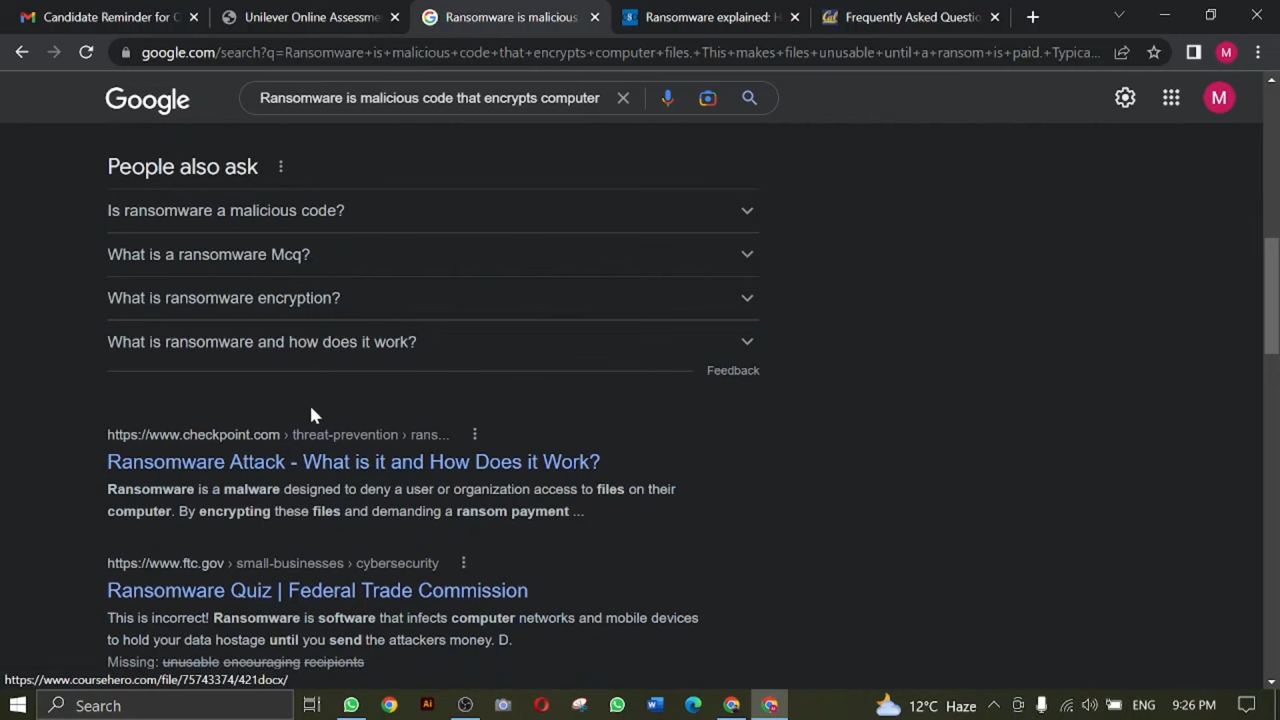 Candidate Reminder for C
Unilever Online Assessme
Ransomware is malicious
Ransomware explained: H
Frequently Asked Questio
google.com/search?q=Ransomware+is+malicious+code+that+encrypts+computer+files.+This+makes+files+unusable+until+a+ransom+is+paid.+Typica...
M
Google
Ransomware is malicious code that encrypts computer
M
People also ask
Is ransomware a malicious code?
What is a ransomware Mcq?
What is ransomware encryption?
What is ransomware and how does it work?
Feedback
https://www.checkpoint.com › threat-prevention › rans...
Ransomware Attack - What is it and How Does it Work?
Ransomware is a malware designed to deny a user or organization access to files on their
computer. By encrypting these files and demanding a ransom payment ...
https://www.ftc.gov › small-businesses › cybersecurity
Ransomware Quiz | Federal Trade Commission
This is incorrect! Ransomware is software that infects computer networks and mobile devices
to hold your data hostage until you send the attackers money. D.
Missing: unusable encouraging recipients
https://www.coursehero.com/file/75743374/421docx/
Search
Ai
12°C Haze
ENG
9:26 PM